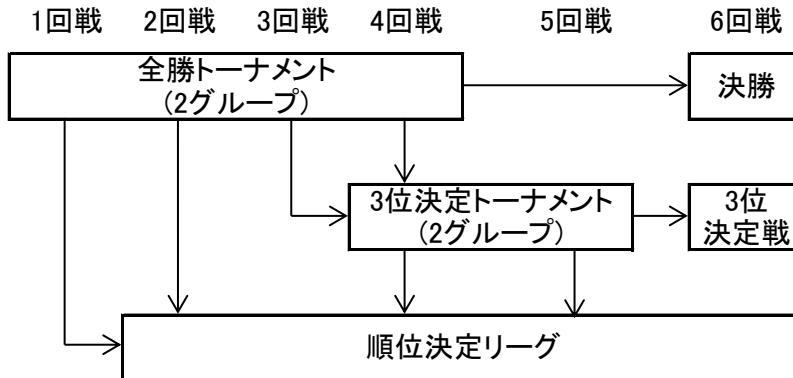 1回戦 2回戦 3回戦 4回戦 5回戦 6回戦
全勝トーナメント
(2グループ)
決勝
3位決定トーナメント
(2グループ)
3位
決定戦
順位決定リーグ